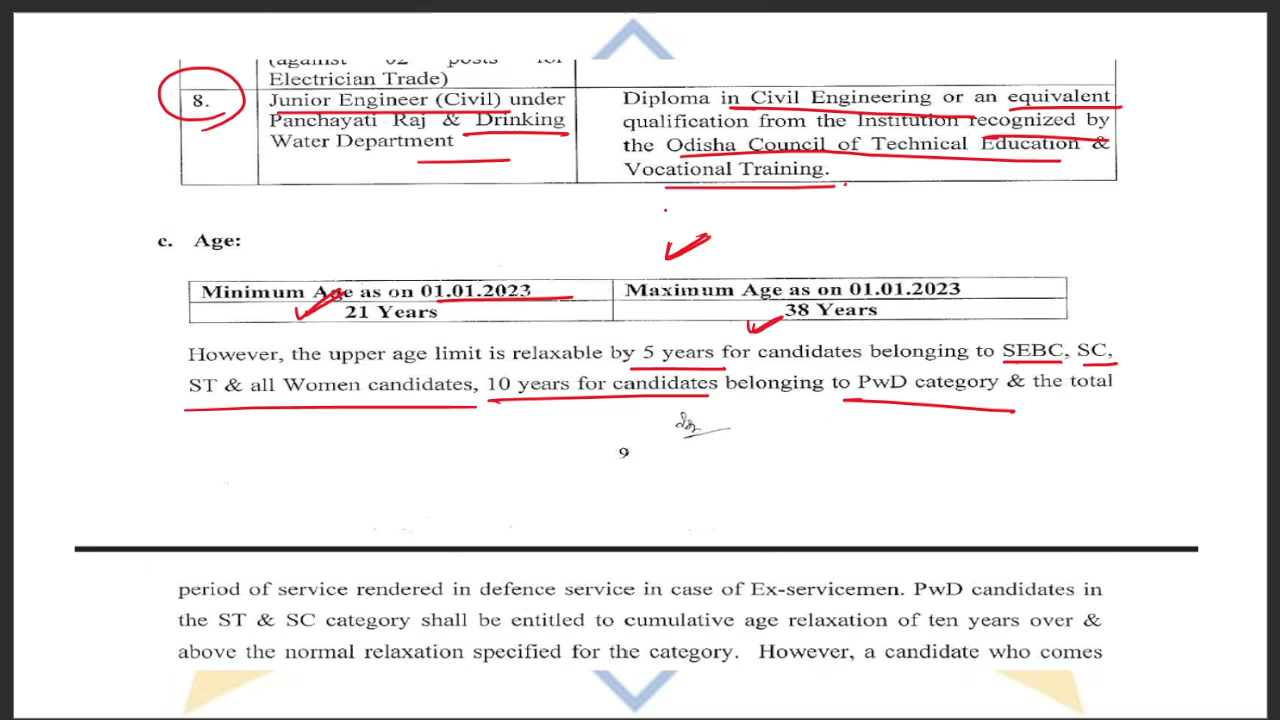 (against 02 posts for
Electrician Trade)
8. Junior Engineer (Civil) under Diploma in Civil Engineering or an equivalent
Panchayati Raj & Drinking qualification from the Institution recognized by
Water Department the Odisha Council of Technical Education &
Vocational Training.
c. Age:
Minimum Age as on 01.01.2023 Maximum Age as on 01.01.2023
21 Years 38 Years
However, the upper age limit is relaxable by 5 years for candidates belonging to SEBC, SC,
ST & all Women candidates, 10 years for candidates belonging to PwD category & the total
9
period of service rendered in defence service in case of Ex-servicemen. PwD candidates in
the ST & SC category shall be entitled to cumulative age relaxation of ten years over &
above the normal relaxation specified for the category. However, a candidate who comes